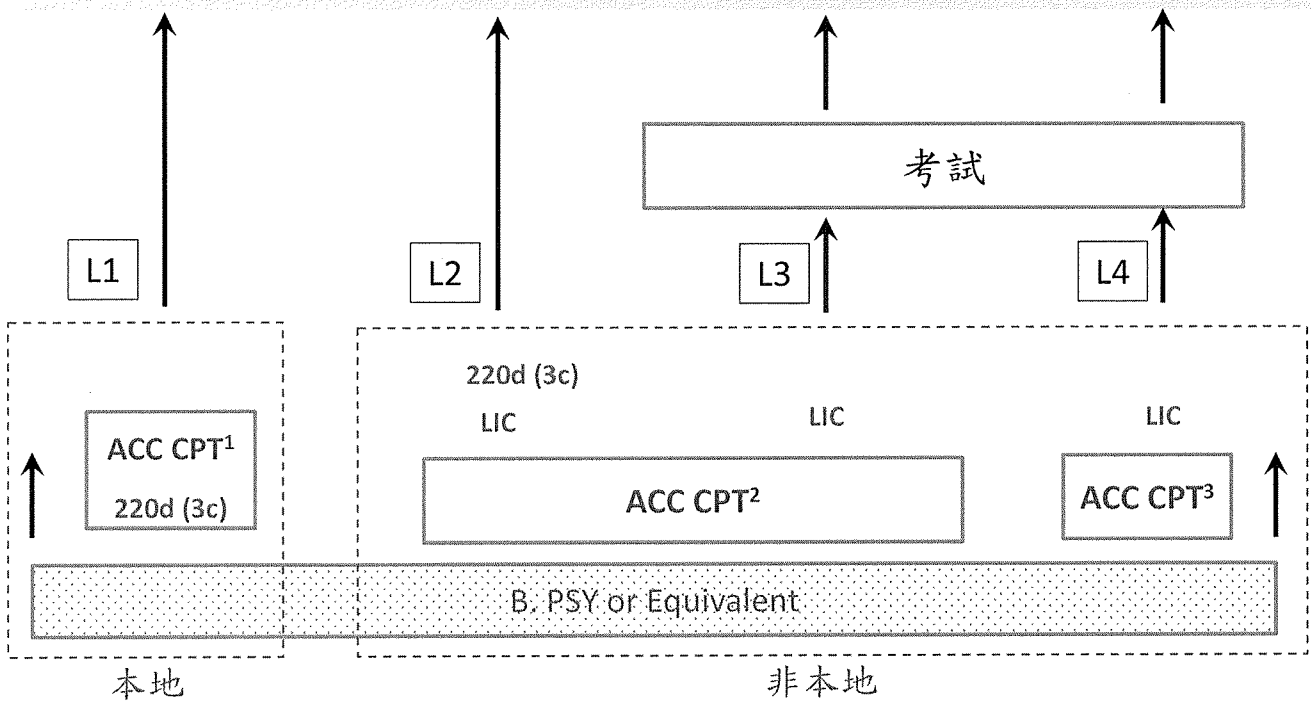 考試
L1
L2
L3
L4
220d (3c)
LIC
LIC
LIC
ACC CPT¹
220d (3c)
ACC CPT²
ACC CPT³
B. PSY or Equivalent
本地
非本地